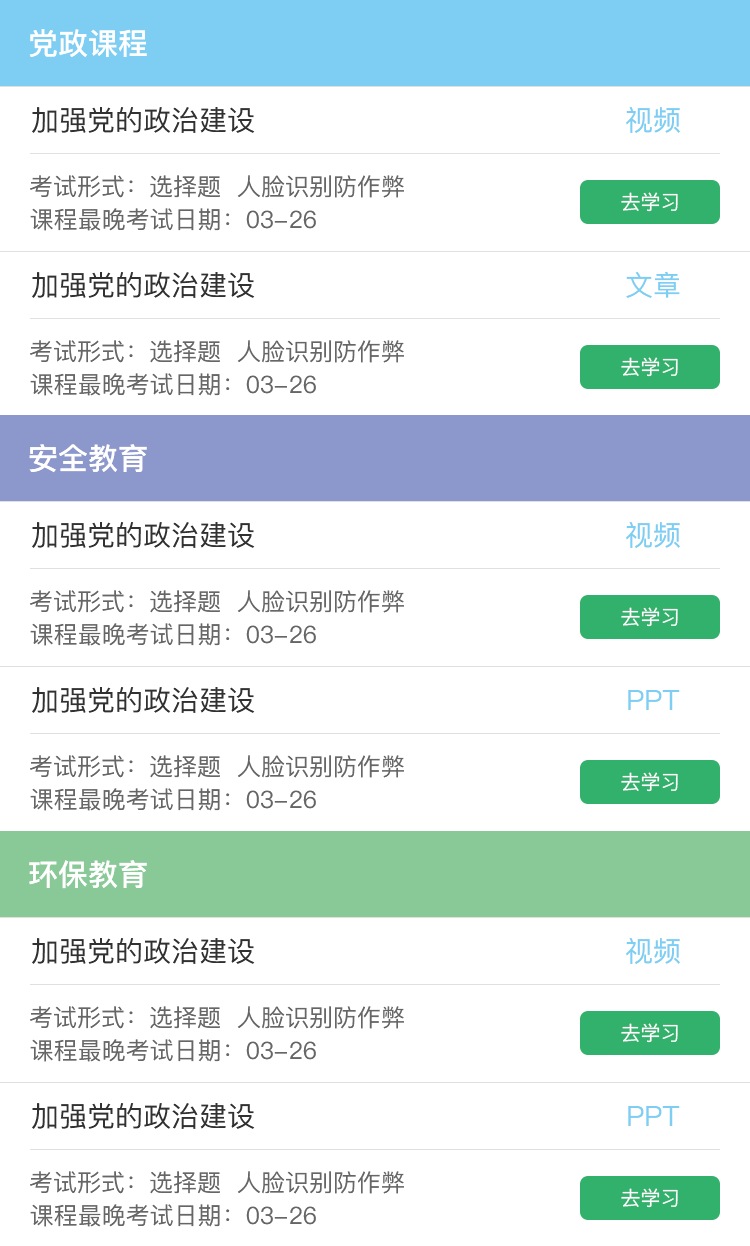 党政课程
加强党的政治建设 视频
考试形式：选择题 人脸识别防作弊
课程最晚考试日期：03-26
去学习
加强党的政治建设 文章
考试形式：选择题 人脸识别防作弊
课程最晚考试日期：03-26
去学习
安全教育
加强党的政治建设 视频
考试形式：选择题 人脸识别防作弊
课程最晚考试日期：03-26
去学习
加强党的政治建设 PPT
考试形式：选择题 人脸识别防作弊
课程最晚考试日期：03-26
去学习
环保教育
加强党的政治建设 视频
考试形式：选择题 人脸识别防作弊
课程最晚考试日期：03-26
去学习
加强党的政治建设 PPT
考试形式：选择题 人脸识别防作弊
课程最晚考试日期：03-26
去学习